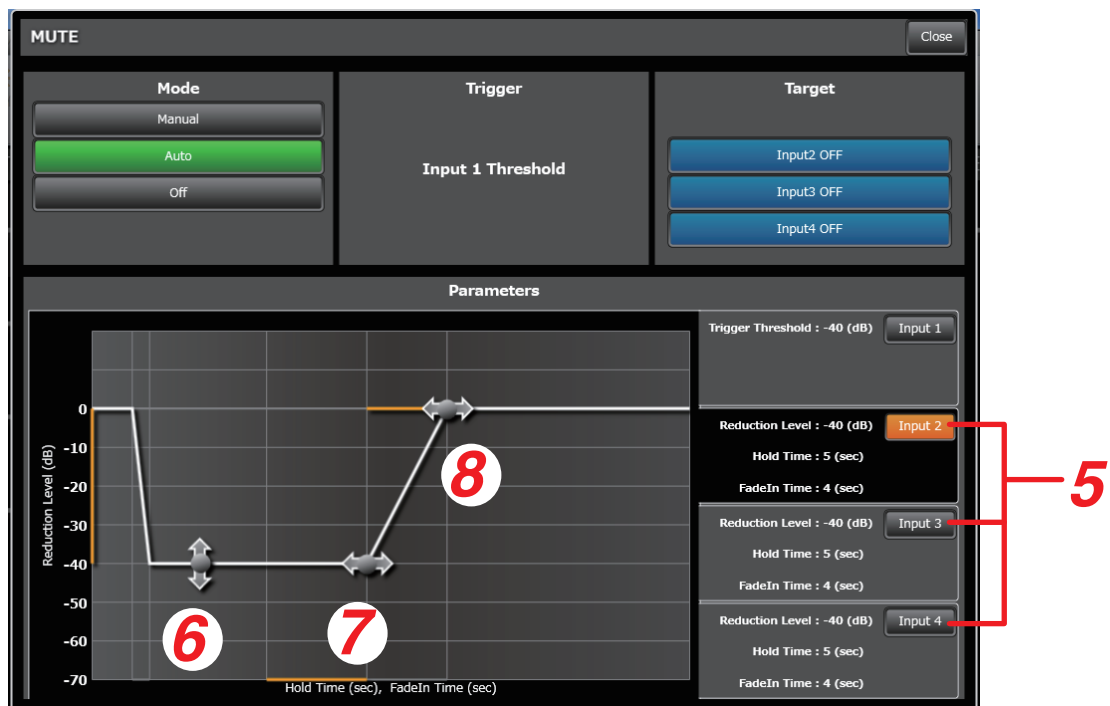 MUTE
Close
Mode
Manual
Auto
Off
Trigger
Input 1 Threshold
Target
Input2 OFF
Input3 OFF
Input4 OFF
Parameters
Reduction Level (dB)
0
-10
-20
-30
-40
-50
-60
-70
Hold Time (sec), FadeIn Time (sec)
6
7
8
Trigger Threshold : -40 (dB)
Input 1
Reduction Level : -40 (dB)
Input 2
Hold Time : 5 (sec)
FadeIn Time : 4 (sec)
Reduction Level : -40 (dB)
Input 3
Hold Time : 5 (sec)
FadeIn Time : 4 (sec)
Reduction Level : -40 (dB)
Input 4
Hold Time : 5 (sec)
FadeIn Time : 4 (sec)
5